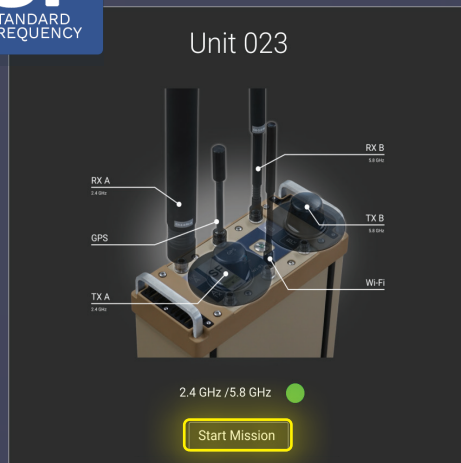 STANDARD
FREQUENCY
Unit 023
RX A
2.4 GHz
GPS
TX A
2.4 GHz
RX B
5.8 GHz
TX B
5.8 GHz
Wi-Fi
2.4 GHz /5.8 GHz
Start Mission